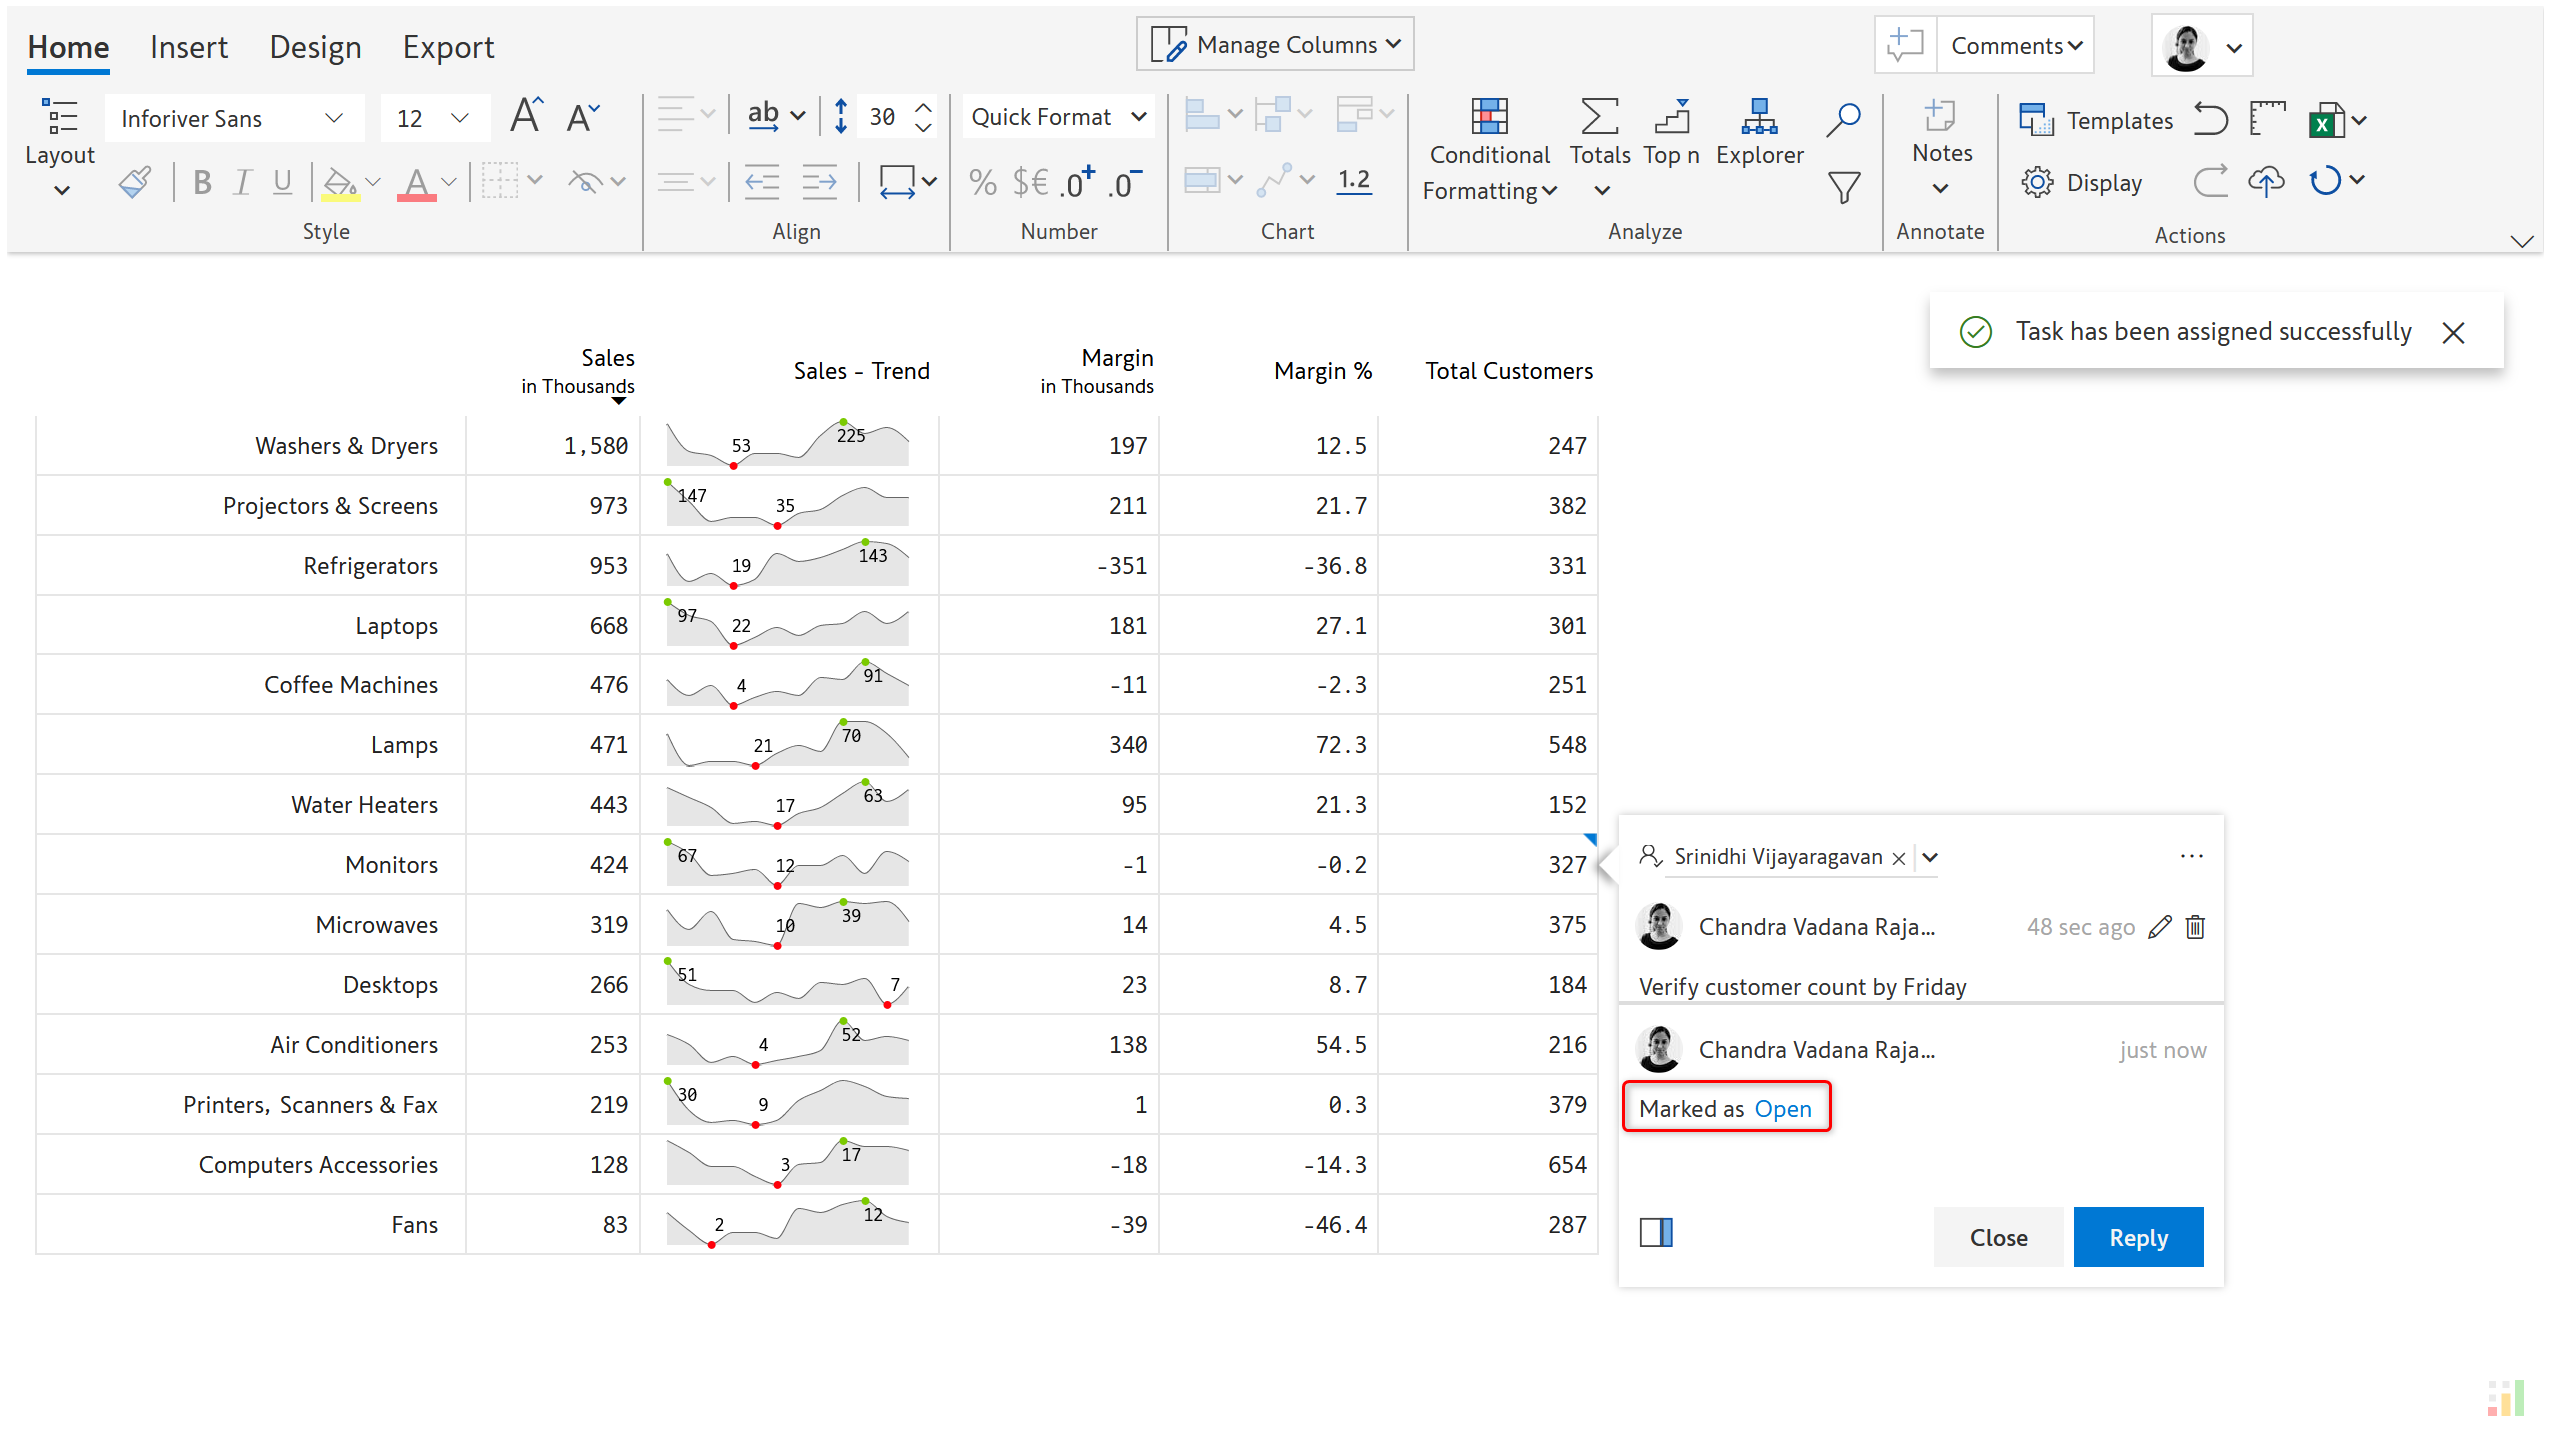 Home Insert Design Export Manage Columns Comments
Inforiver Sans 12 A A ab 30 Quick Format
Layout B I U A % $€ .0+ .0- 1.2
Conditional Formatting Totals Top n Explorer Notes Templates Display
Style Align Number Chart Analyze Annotate Actions
Task has been assigned successfully
Sales in Thousands Sales - Trend Margin in Thousands Margin % Total Customers
Washers & Dryers 1,580 53 225 197 12.5 247
Projectors & Screens 973 147 35 211 21.7 382
Refrigerators 953 19 143 -351 -36.8 331
Laptops 668 97 22 181 27.1 301
Coffee Machines 476 4 91 -11 -2.3 251
Lamps 471 21 70 340 72.3 548
Water Heaters 443 17 63 95 21.3 152
Monitors 424 67 12 -1 -0.2 327
Microwaves 319 10 39 14 4.5 375
Desktops 266 51 7 23 8.7 184
Air Conditioners 253 4 52 138 54.5 216
Printers, Scanners & Fax 219 30 9 1 0.3 379
Computers Accessories 128 3 17 -18 -14.3 654
Fans 83 2 12 -39 -46.4 287
Srinidhi Vijayaragavan
Chandra Vadana Raja... 48 sec ago
Verify customer count by Friday
Chandra Vadana Raja... just now
Marked as Open
Close Reply